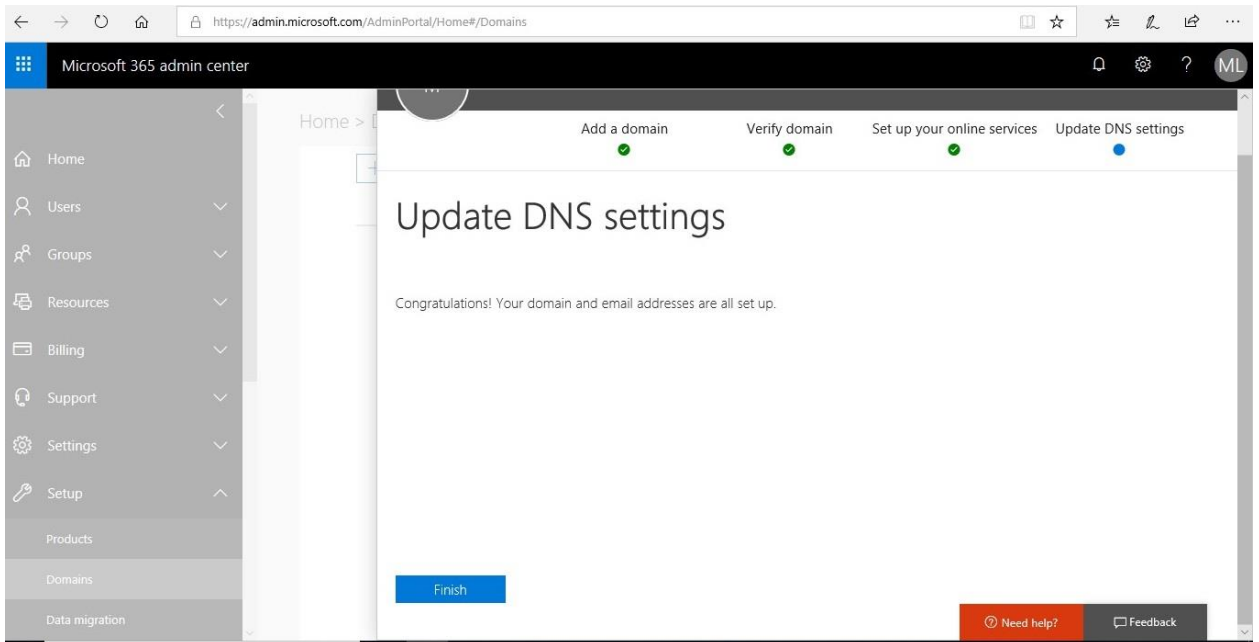 https://admin.microsoft.com/AdminPortal/Home#/Domains
Microsoft 365 admin center
?
ML
Home >
Add a domain
Verify domain
Set up your online services
Update DNS settings
Home
Users
Groups
Resources
Billing
Support
Settings
Setup
Products
Domains
Data migration
Update DNS settings
Congratulations! Your domain and email addresses are all set up.
Finish
Need help?
Feedback